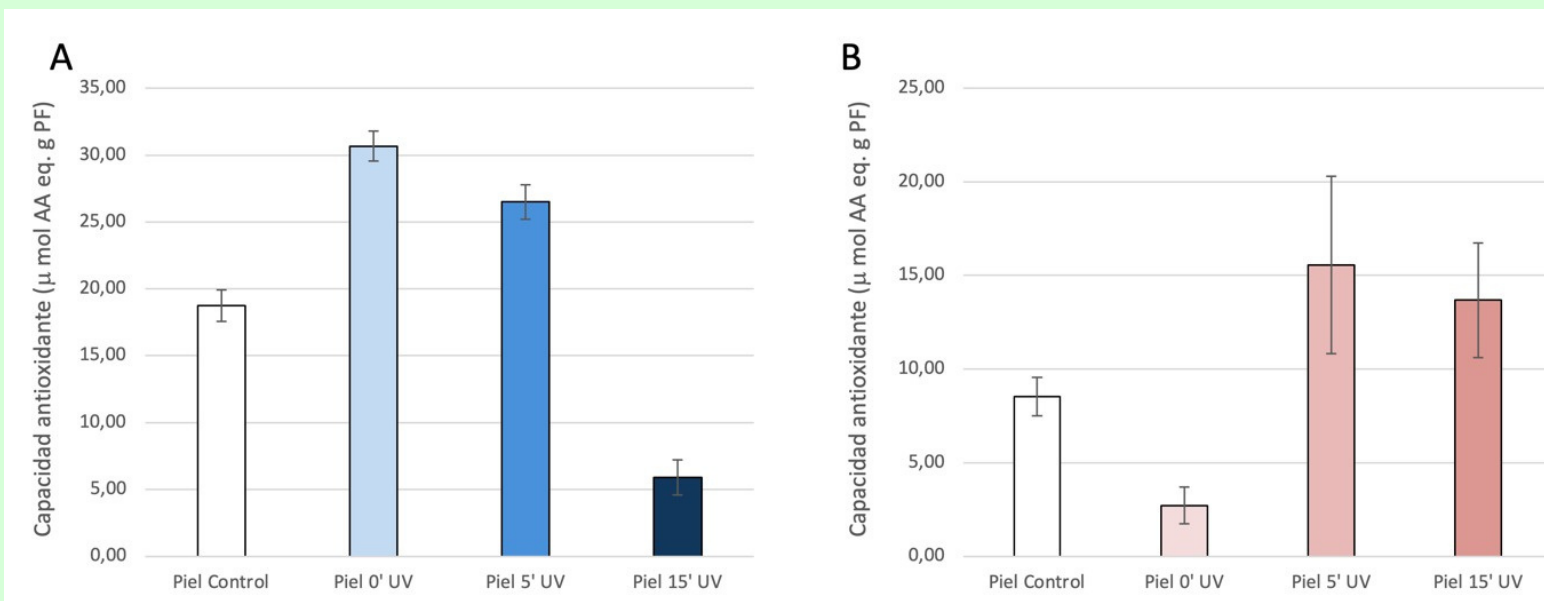 A
Capacidad antioxidante (μ mol AA eq. g PF)
35,00
30,00
25,00
20,00
15,00
10,00
5,00
0,00
Piel Control Piel 0' UV Piel 5' UV Piel 15' UV
B
Capacidad antioxidante (μ mol AA eq. g PF)
25,00
20,00
15,00
10,00
5,00
0,00
Piel Control Piel 0' UV Piel 5' UV Piel 15' UV